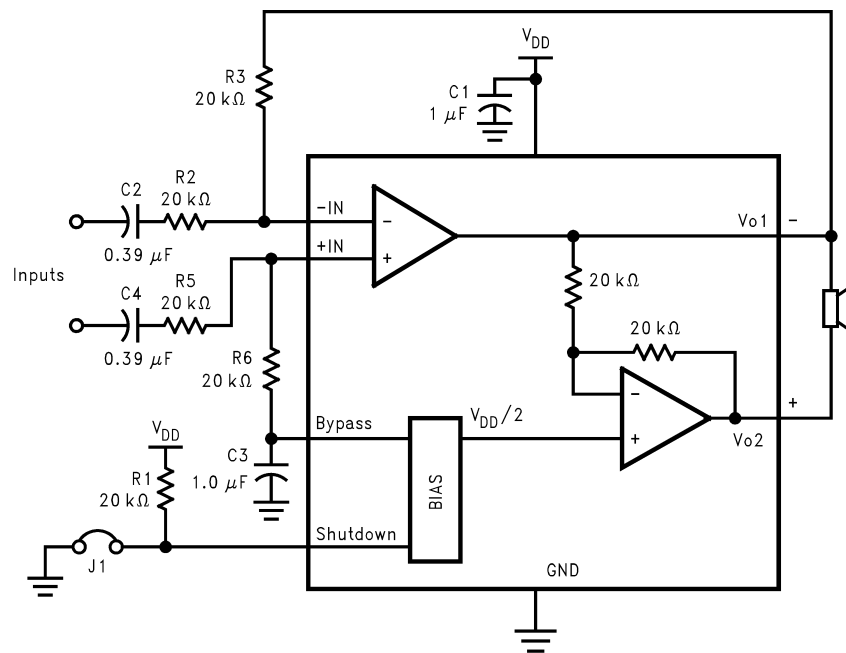 V_DD
R3
20 kΩ
C1
1 μF
R2
20 kΩ
C2
0.39 μF
-IN
-
Vo1
-
+IN
+
Inputs
R5
20 kΩ
C4
0.39 μF
20 kΩ
20 kΩ
R6
20 kΩ
-
+
Vo2
+
Bypass
V_DD/2
V_DD
C3
1.0 μF
R1
20 kΩ
BIAS
Shutdown
J1
GND